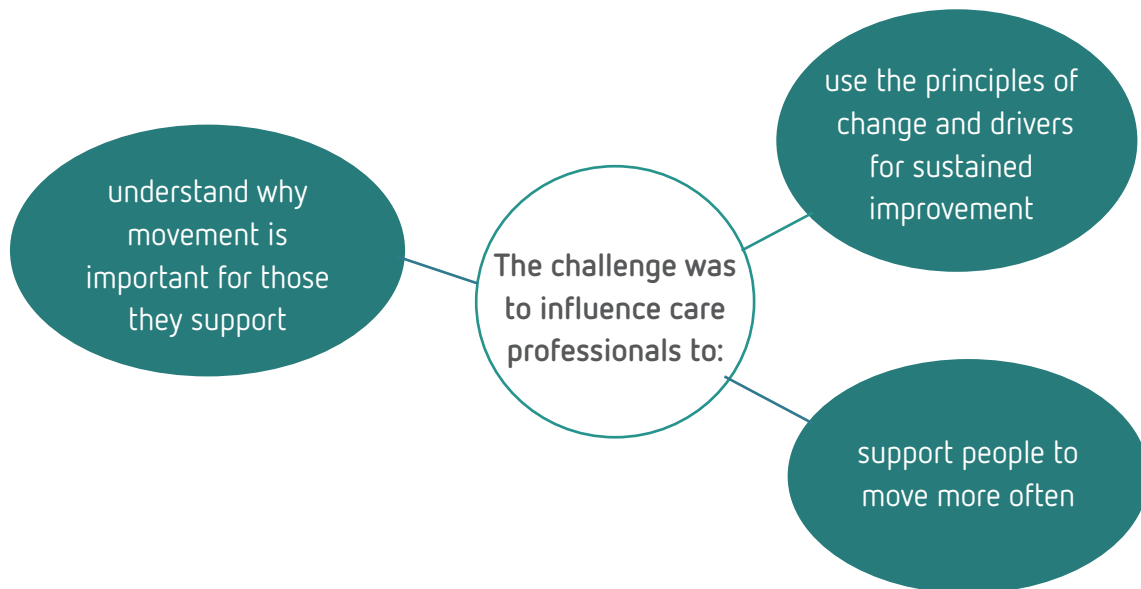 The challenge was
to influence care
professionals to:
understand why
movement is
important for those
they support
use the principles of
change and drivers
for sustained
improvement
support people to
move more often